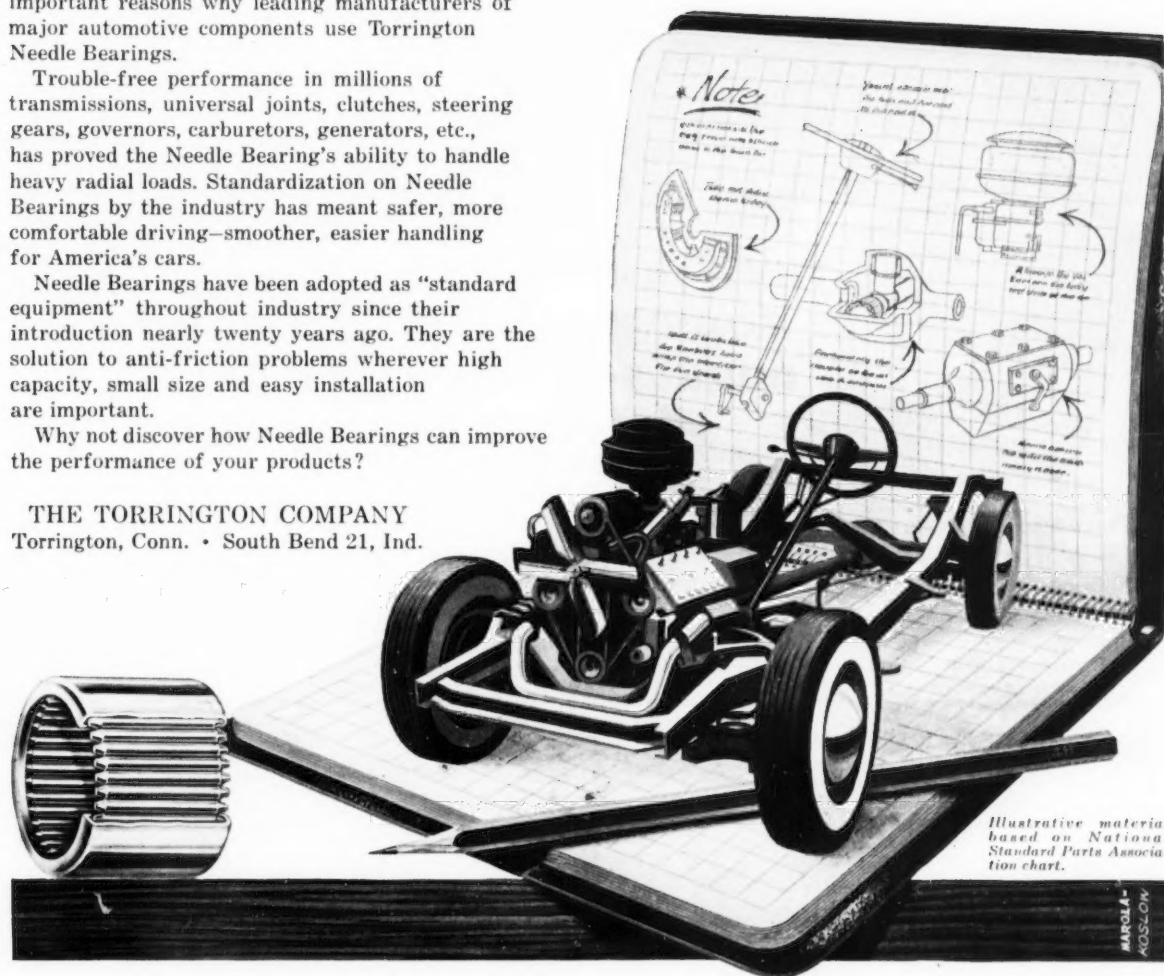 important reasons why leading manufacturers of
major automotive components use Torrington
Needle Bearings.
Trouble-free performance in millions of
transmissions, universal joints, clutches, steering
gears, governors, carburetors, generators, etc.,
has proved the Needle Bearing's ability to handle
heavy radial loads. Standardization on Needle
Bearings by the industry has meant safer, more
comfortable driving—smoother, easier handling
for America's cars.
Needle Bearings have been adopted as “standard
equipment” throughout industry since their
introduction nearly twenty years ago. They are the
solution to anti-friction problems wherever high
capacity, small size and easy installation
are important.
Why not discover how Needle Bearings can improve
the performance of your products?
THE TORRINGTON COMPANY
Torrington, Conn. • South Bend 21, Ind.
* Note
Illustrative materia
based on Nationa
Standard Parts Associa
tion chart.
MAROLA-
KOSLOW